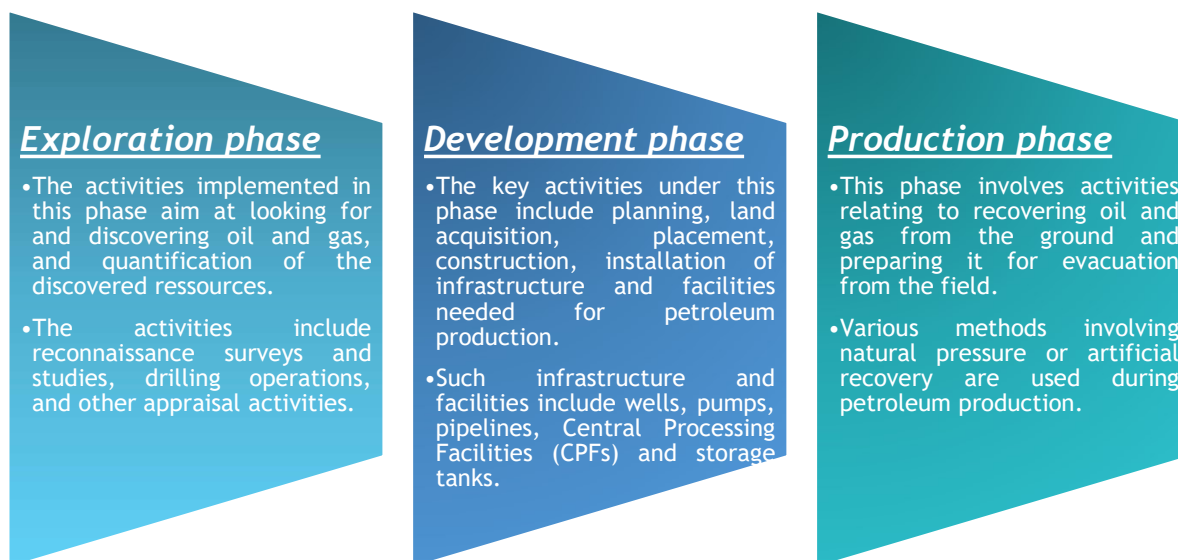 Exploration phase
•The activities implemented in
this phase aim at looking for
and discovering oil and gas,
and quantification of the
discovered ressources.
•The activities include
reconnaissance surveys and
studies, drilling operations,
and other appraisal activities.
Development phase
•The key activities under this
phase include planning, land
acquisition, placement,
construction, installation of
infrastructure and facilities
needed for petroleum
production.
•Such infrastructure and
facilities include wells, pumps,
pipelines, Central Processing
Facilities (CPFs) and storage
tanks.
Production phase
•This phase involves activities
relating to recovering oil and
gas from the ground and
preparing it for evacuation
from the field.
•Various methods involving
natural pressure or artificial
recovery are used during
petroleum production.